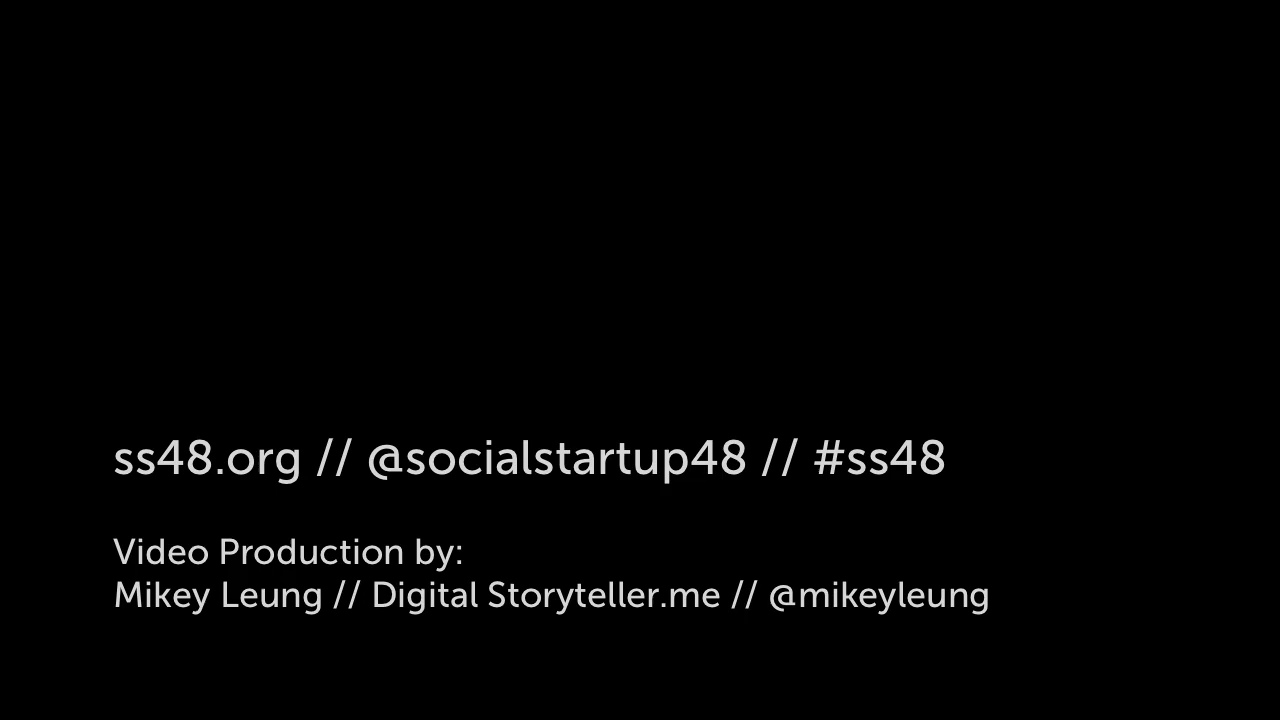 ss48.org // @socialstartup48 // #ss48
Video Production by:
Mikey Leung // Digital Storyteller.me // @mikeyleung